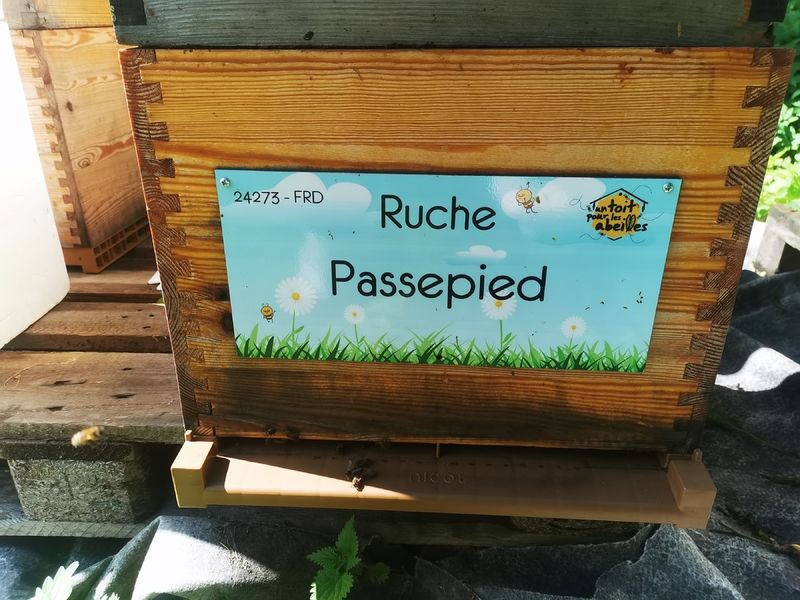 24273 - FRD
Ruche
Passepied
un toit
pour les
abeilles
nicot